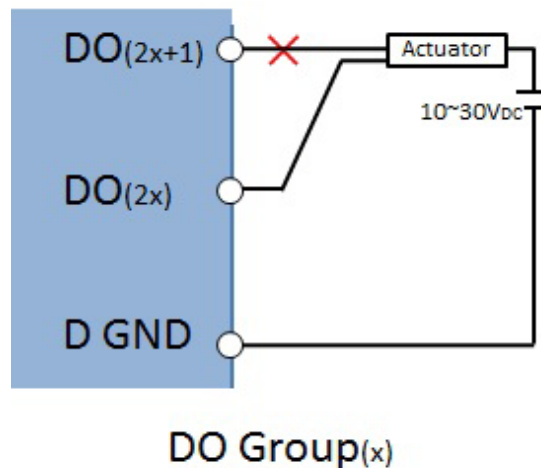 DO(2x+1)
Actuator
10~30VDC
DO(2x)
D GND
DO Group(x)